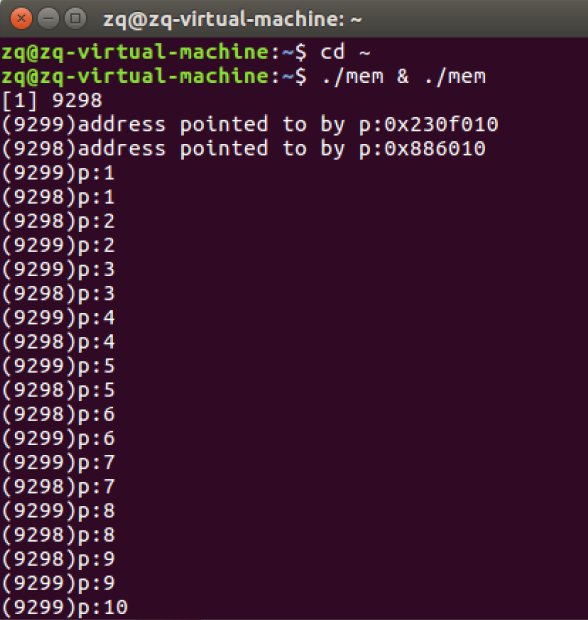 zq@zq-virtual-machine: ~
zq@zq-virtual-machine:~$ cd ~
zq@zq-virtual-machine:~$ ./mem & ./mem
[1] 9298
(9299)address pointed to by p:0x230f010
(9298)address pointed to by p:0x886010
(9299)p:1
(9298)p:1
(9298)p:2
(9299)p:2
(9299)p:3
(9298)p:3
(9299)p:4
(9298)p:4
(9299)p:5
(9298)p:5
(9298)p:6
(9299)p:6
(9299)p:7
(9298)p:7
(9299)p:8
(9298)p:8
(9298)p:9
(9299)p:9
(9299)p:10